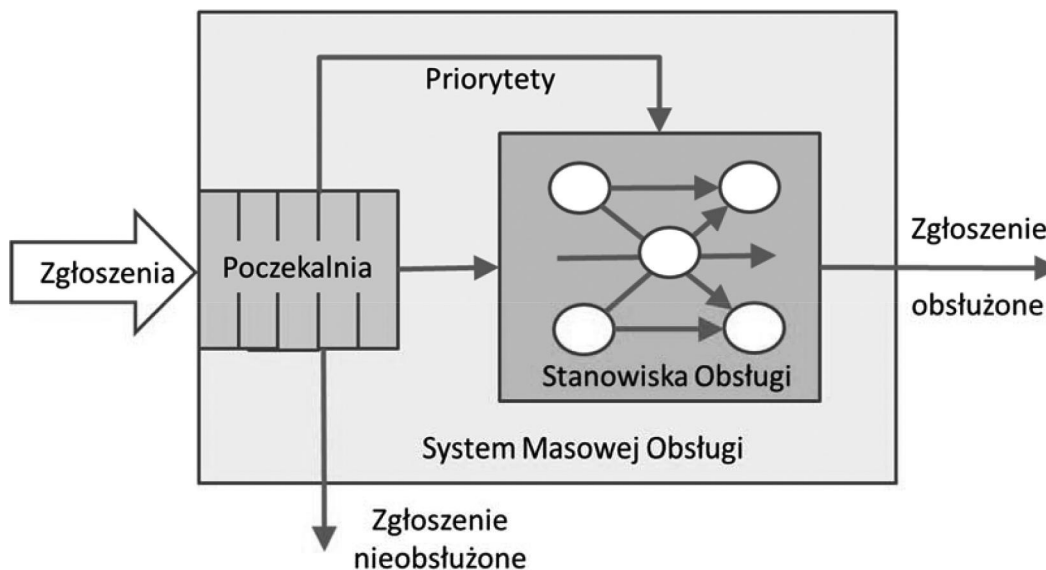 Priorytety
Zgłoszenia
Poczekalnia
Zgłoszenie
obsłużone
Stanowiska Obsługi
System Masowej Obsługi
Zgłoszenie
nieobsłużone